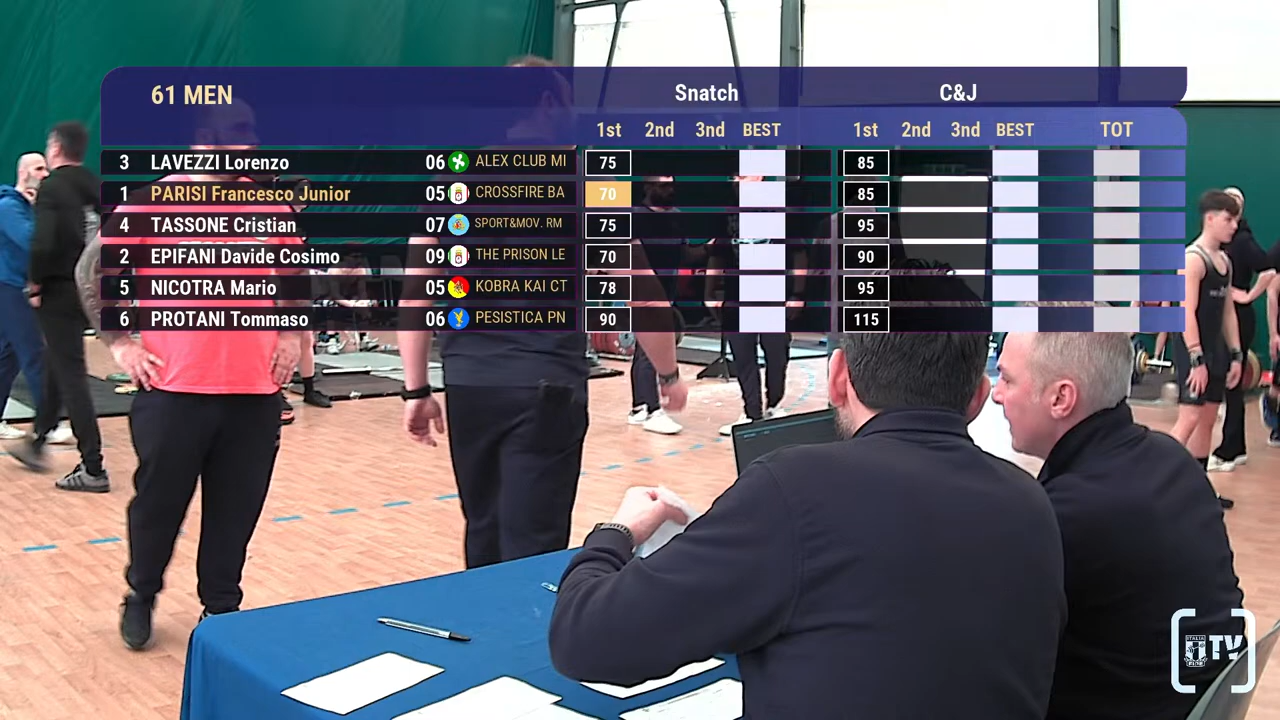 61 MEN Snatch C&J
1st 2nd 3rd BEST 1st 2nd 3rd BEST TOT
3 LAVEZZI Lorenzo 06 ALEX CLUB MI 75 85
1 PARISI Francesco Junior 05 CROSSFIRE BA 70 85
4 TASSONE Cristian 07 SPORT&MOV. RM 75 95
2 EPIFANI Davide Cosimo 09 THE PRISON LE 70 90
5 NICOTRA Mario 05 KOBRA KAI CT 78 95
6 PROTANI Tommaso 06 PESISTICA PN 90 115
ITALIA
TV